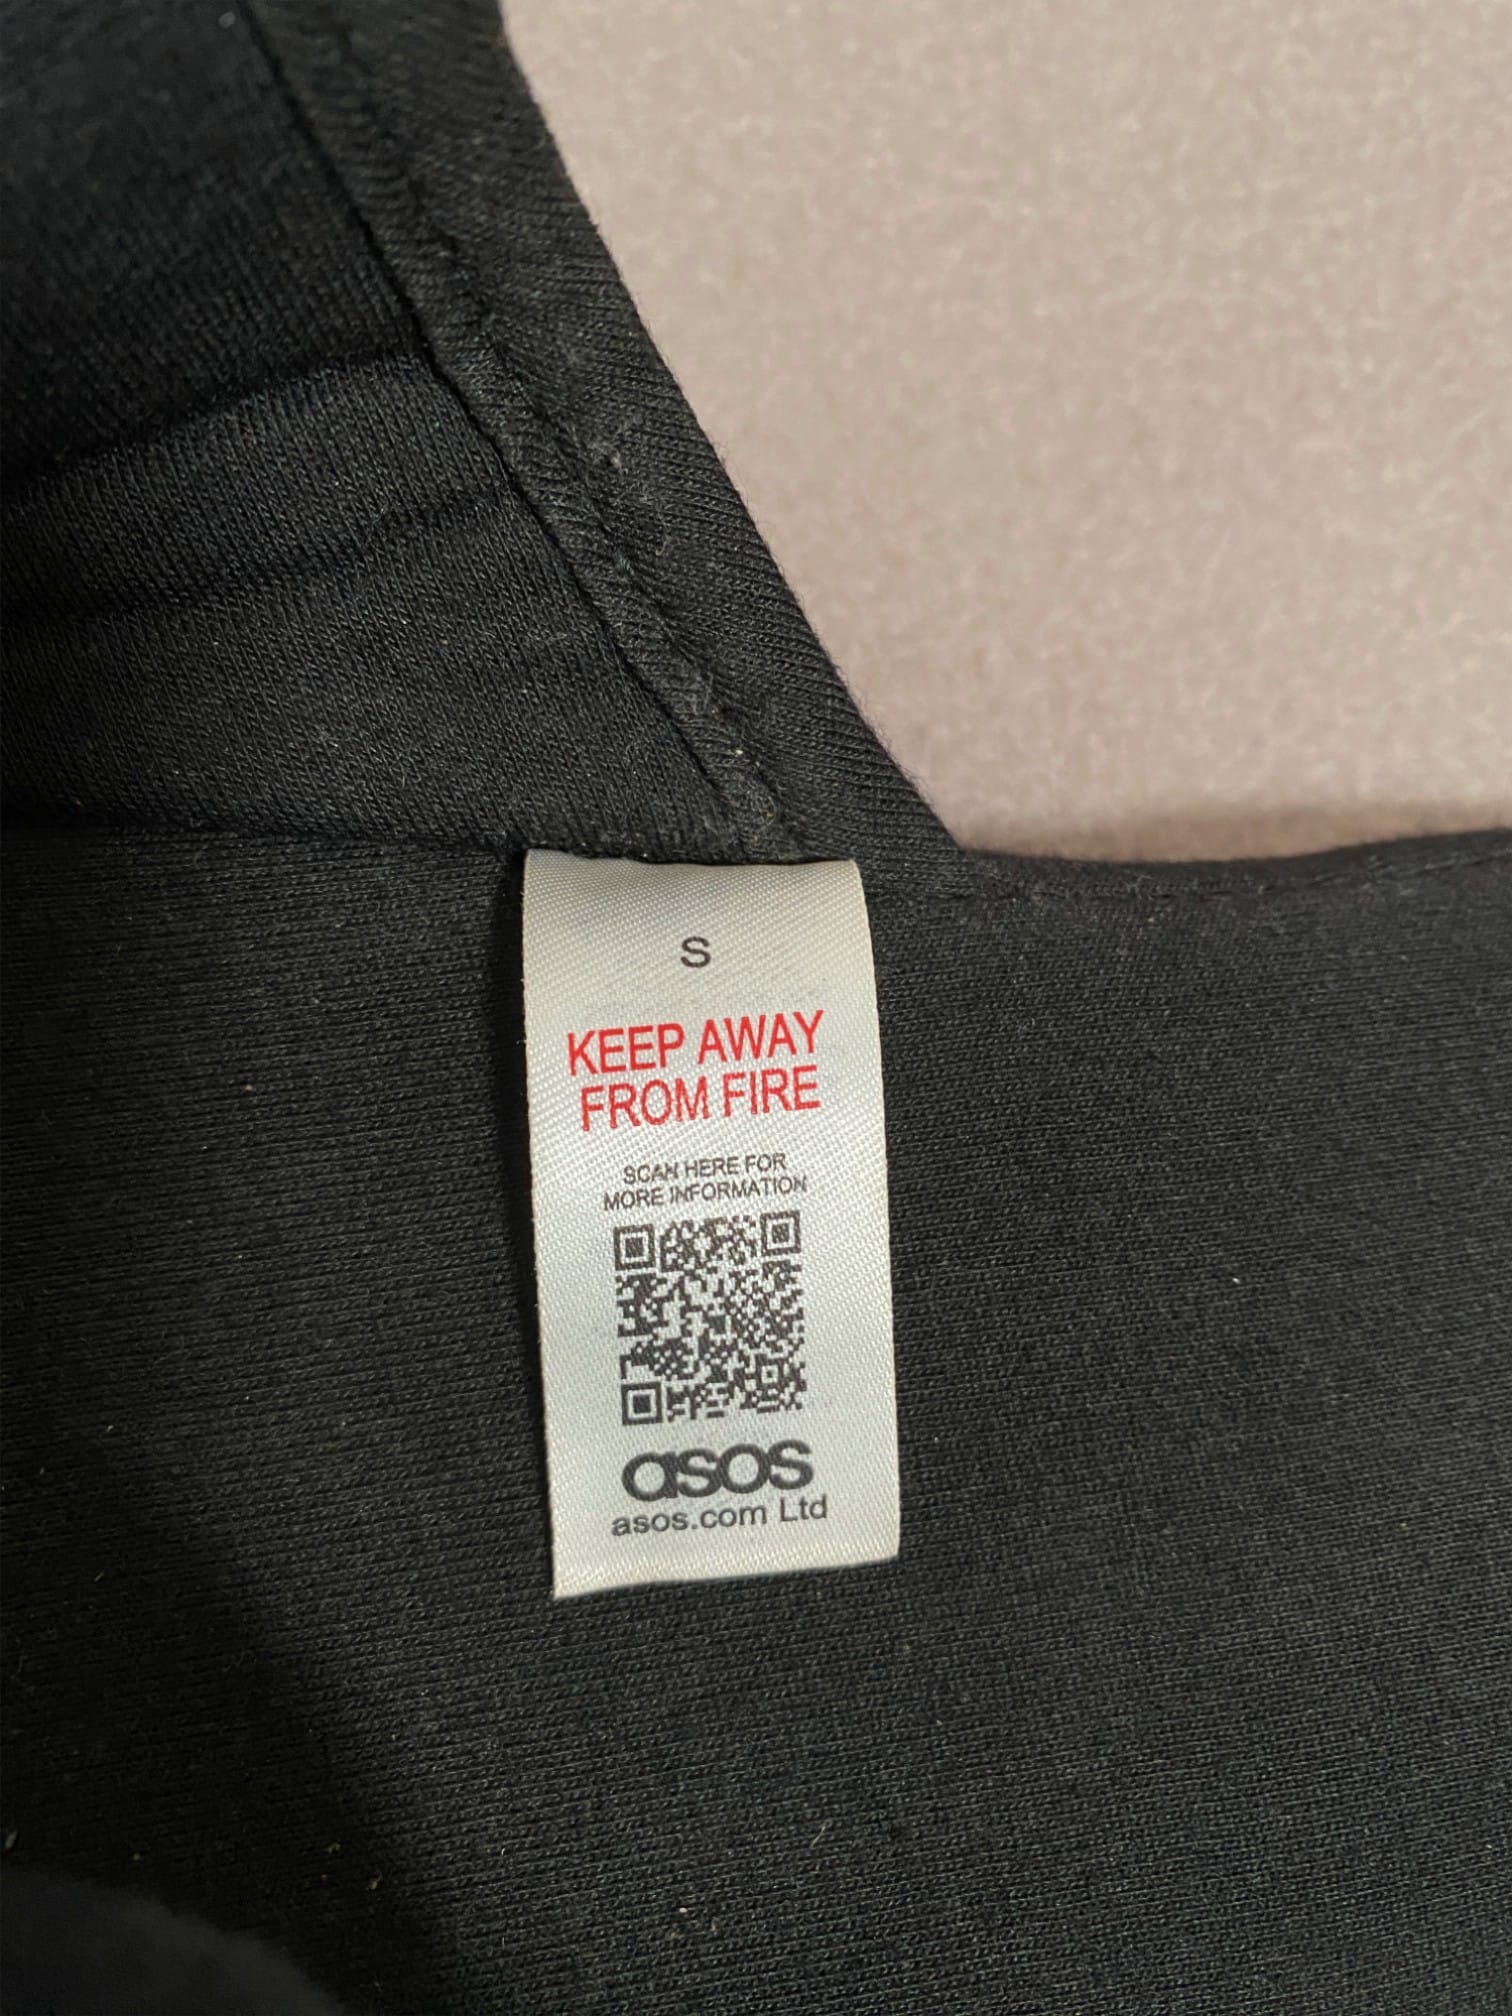 S
KEEP AWAY
FROM FIRE
SCAN HERE FOR
MORE INFORMATION
asos
asos.com Ltd